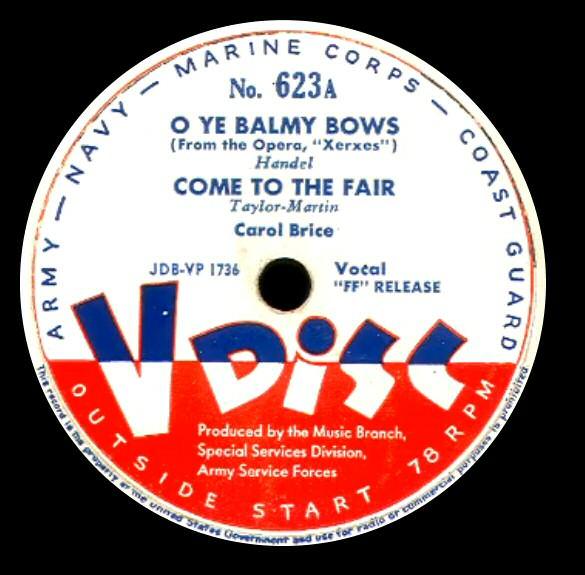 ARMY — NAVY — MARINE CORPS — COAST GUARD
No. 623A
O YE BALMY BOWS
(From the Opera, "Xerxes")
Handel
COME TO THE FAIR
Taylor-Martin
Carol Brice
JDB-VP 1736
Vocal
"FF" RELEASE
V DISC
Produced by the Music Branch,
Special Services Division,
Army Service Forces
OUTSIDE START 78 RPM
This record is the property of the United States Government and use for radio or commercial purposes is prohibited